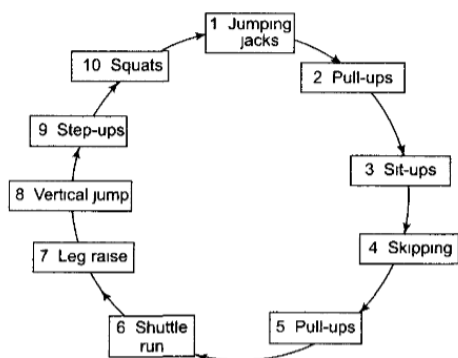 1 Jumping
jacks
2 Pull-ups
3 Sit-ups
4 Skipping
5 Pull-ups
6 Shuttle
run
7 Leg raise
8 Vertical jump
9 Step-ups
10 Squats